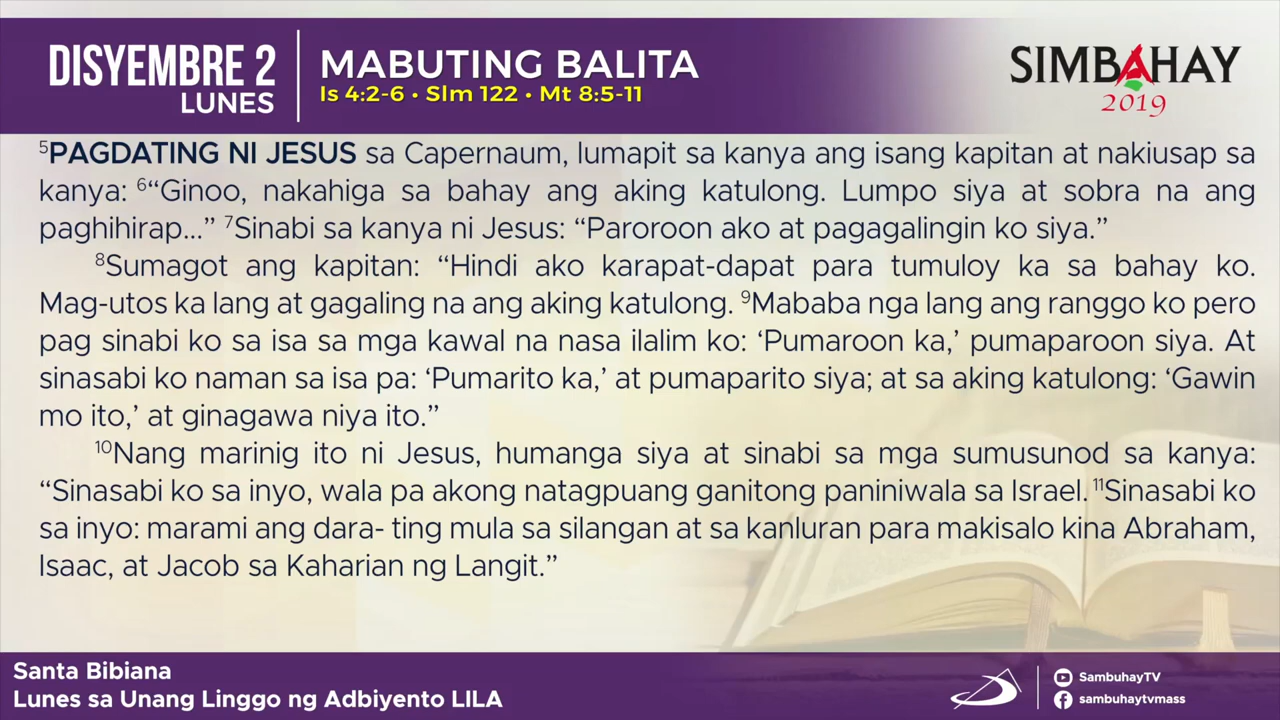 DISYEMBRE 2
LUNES
MABUTING BALITA
Is 4:2-6 • Slm 122 • Mt 8:5-11
SIMBAHAY
2019
⁵PAGDATING NI JESUS sa Capernaum, lumapit sa kanya ang isang kapitan at nakiusap sa
kanya: ⁶“Ginoo, nakahiga sa bahay ang aking katulong. Lumpo siya at sobra na ang
paghihirap...” ⁷Sinabi sa kanya ni Jesus: “Paroroon ako at pagagalingin ko siya.”
⁸Sumagot ang kapitan: “Hindi ako karapat-dapat para tumuloy ka sa bahay ko.
Mag-utos ka lang at gagaling na ang aking katulong. ⁹Mababa nga lang ang ranggo ko pero
pag sinabi ko sa isa sa mga kawal na nasa ilalim ko: ‘Pumaroon ka,’ pumaparoon siya. At
sinasabi ko naman sa isa pa: ‘Pumarito ka,’ at pumaparito siya; at sa aking katulong: ‘Gawin
mo ito,’ at ginagawa niya ito.”
¹⁰Nang marinig ito ni Jesus, humanga siya at sinabi sa mga sumusunod sa kanya:
“Sinasabi ko sa inyo, wala pa akong natagpuang ganitong paniniwala sa Israel. ¹¹Sinasabi ko
sa inyo: marami ang dara- ting mula sa silangan at sa kanluran para makisalo kina Abraham,
Isaac, at Jacob sa Kaharian ng Langit.”
Santa Bibiana
Lunes sa Unang Linggo ng Adbiyento LILA
SambuhayTV
sambuhaytvmass